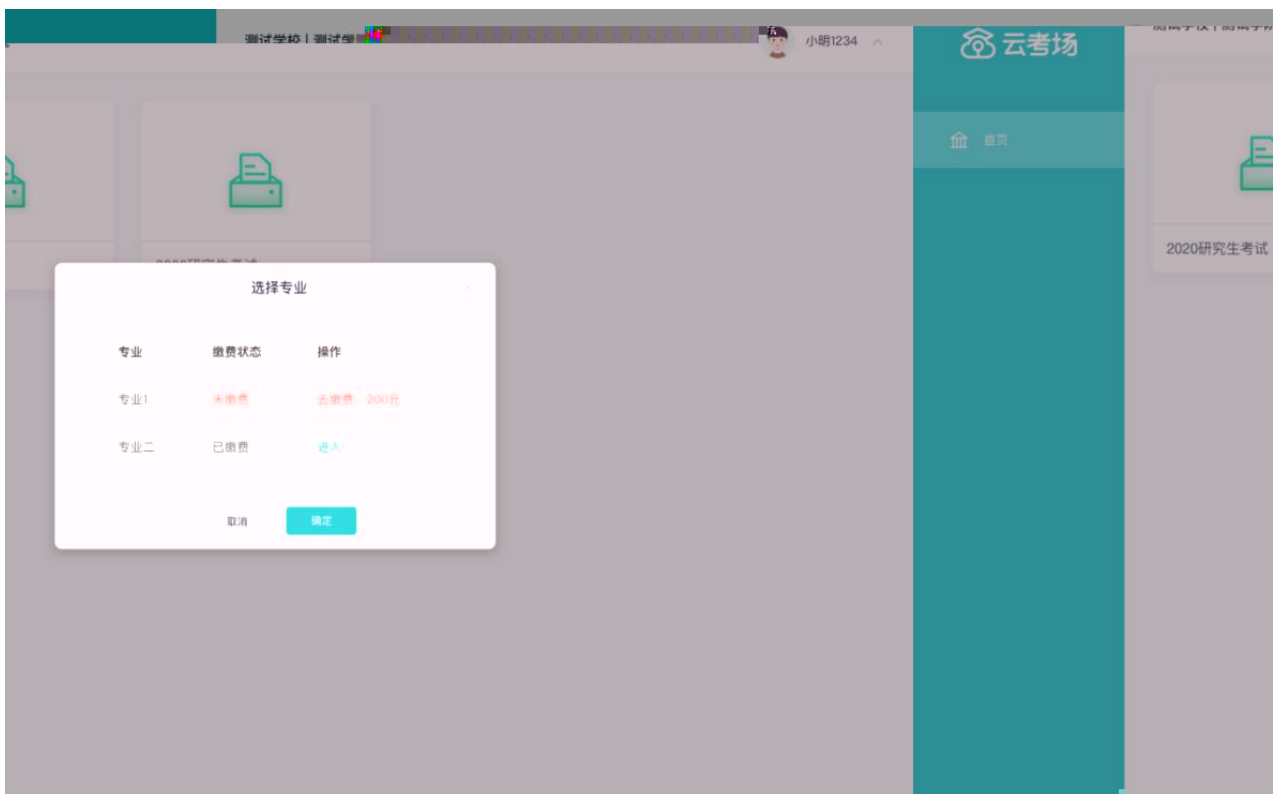 测试学校 | 测试学
小明1234
云考场
首页
2020研究生考试
选择专业
专业 缴费状态 操作
专业1 未缴费 去缴费 200元
专业二 已缴费 进入
取消 确定